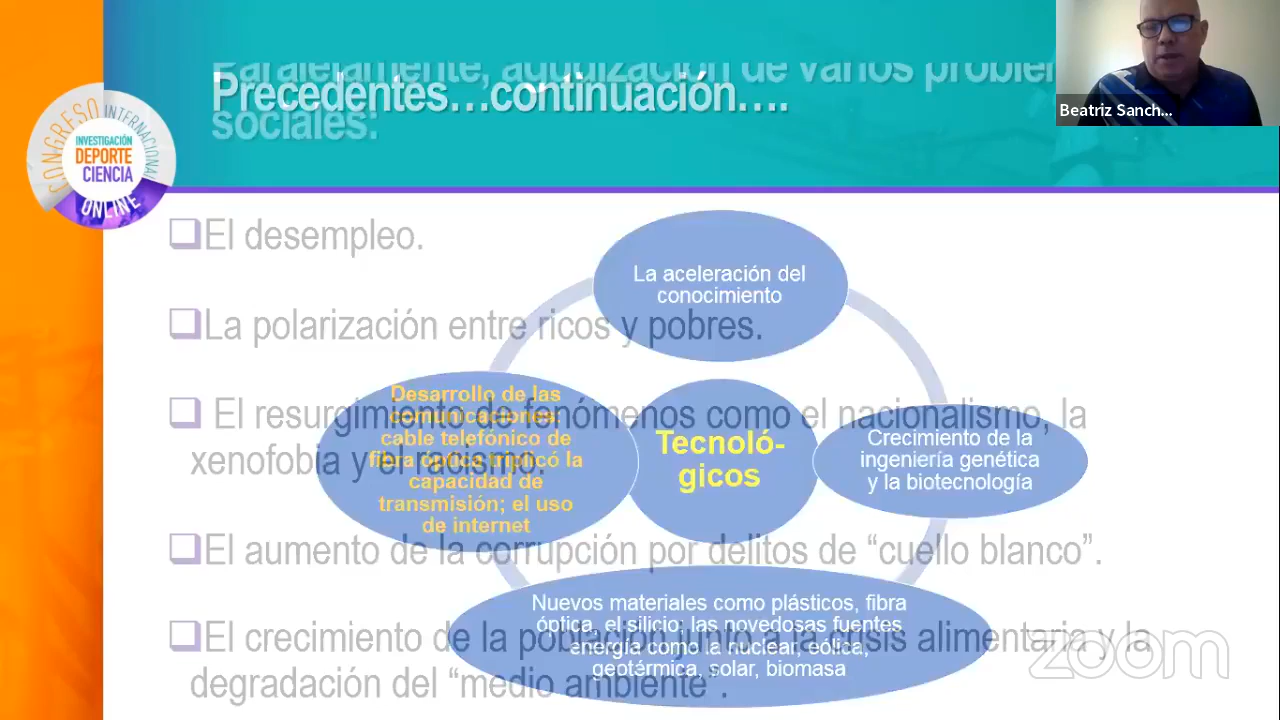 Paralelamente, agudización de varios problemas
sociales:
Precedentes…continuación….
Beatriz Sanch...
CONGRESO INTERNACIONAL
INVESTIGACIÓN
DEPORTE
CIENCIA
ONLINE
❑El desempleo.
❑La polarización entre ricos y pobres.
❑ El resurgimiento de fenómenos como el nacionalismo, la
xenofobia y el racismo.
❑El aumento de la corrupción por delitos de “cuello blanco”.
❑El crecimiento de la población junto a la crisis alimentaria y la
degradación del “medio ambiente”.
La aceleración del
conocimiento
Desarrollo de las
comunicaciones:
cable telefónico de
fibra óptica triplicó la
capacidad de
transmisión; el uso
de internet
Tecnoló-
gicos
Crecimiento de la
ingeniería genética
y la biotecnología
Nuevos materiales como plásticos, fibra
óptica, el silicio; las novedosas fuentes
energía como la nuclear, eólica,
geotérmica, solar, biomasa
zoom